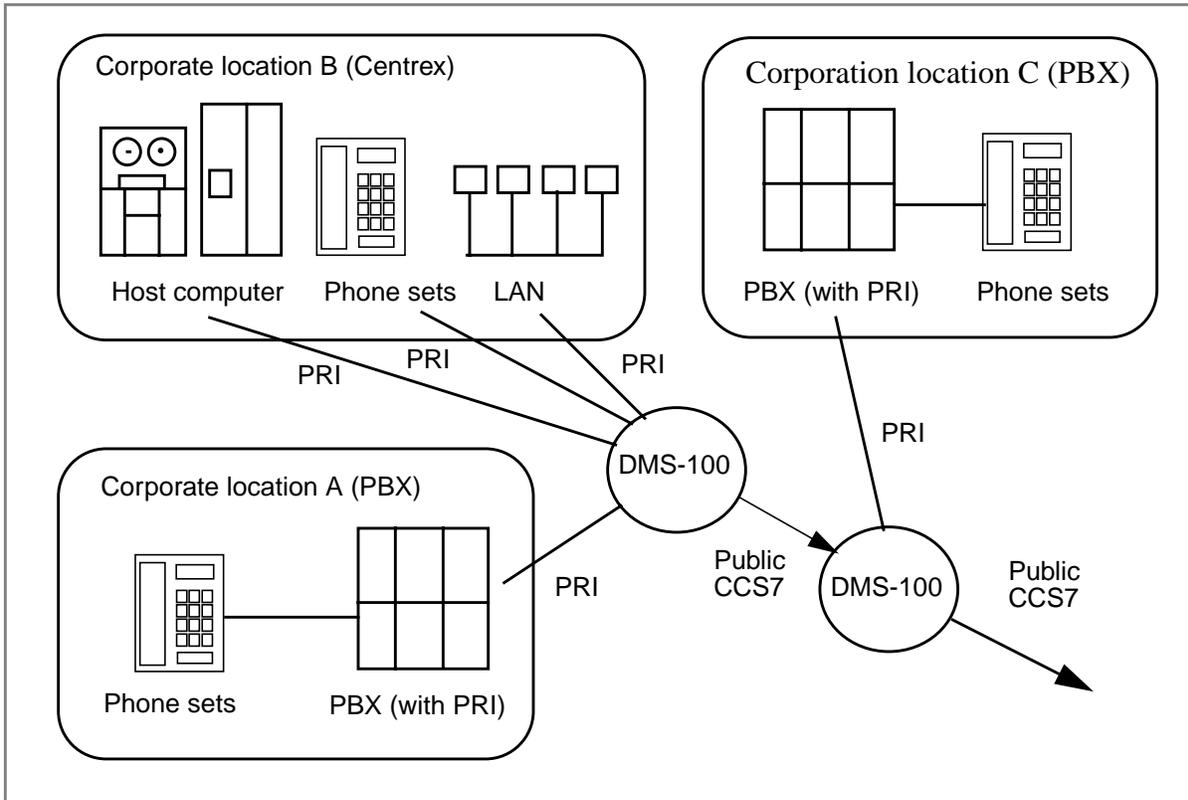 Corporate location B (Centrex)
Host computer
Phone sets
LAN
PRI
PRI
PRI
Corporation location C (PBX)
PBX (with PRI)
Phone sets
PRI
DMS-100
Corporate location A (PBX)
Phone sets
PBX (with PRI)
PRI
Public
CCS7
DMS-100
Public
CCS7